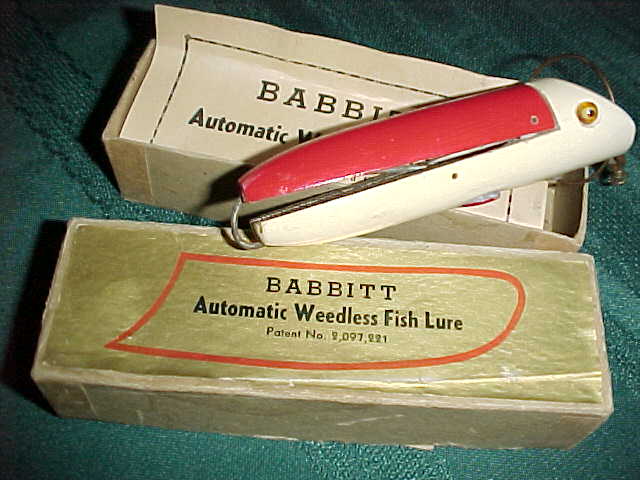 BABBIT
Automatic W
BABBITT
Automatic Weedless Fish Lure
Patent No. 2,097,221